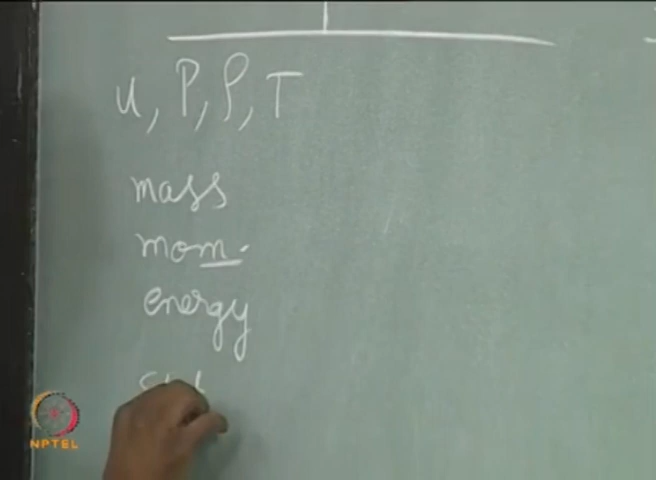 u, P, ρ, T
mass
mom.
energy
NPTEL